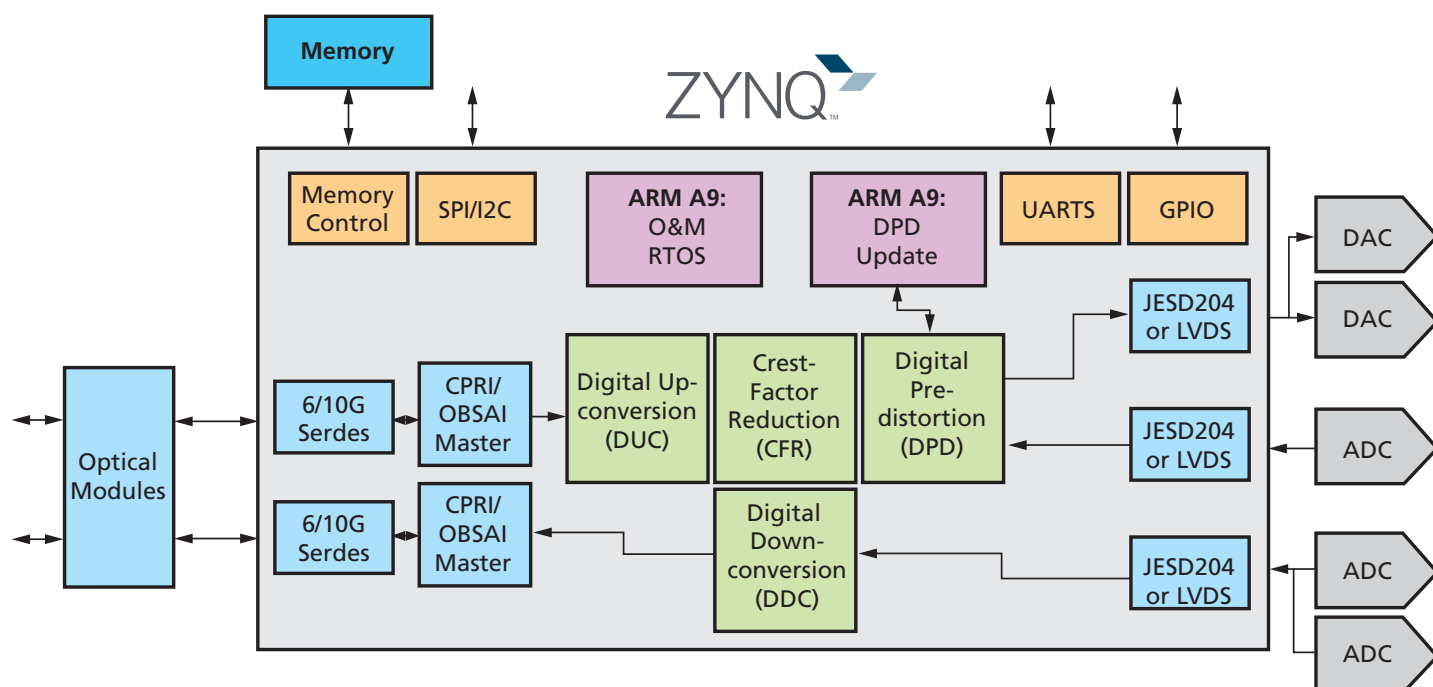 Memory
ZYNQ
TM
Memory
Control
SPI/I2C
ARM A9:
O&M
RTOS
ARM A9:
DPD
Update
UARTS
GPIO
DAC
DAC
JESD204
or LVDS
Optical
Modules
6/10G
Serdes
CPRI/
OBSAI
Master
Digital Up-
conversion
(DUC)
Crest-
Factor
Reduction
(CFR)
Digital
Pre-
distortion
(DPD)
JESD204
or LVDS
ADC
6/10G
Serdes
CPRI/
OBSAI
Master
Digital
Down-
conversion
(DDC)
JESD204
or LVDS
ADC
ADC